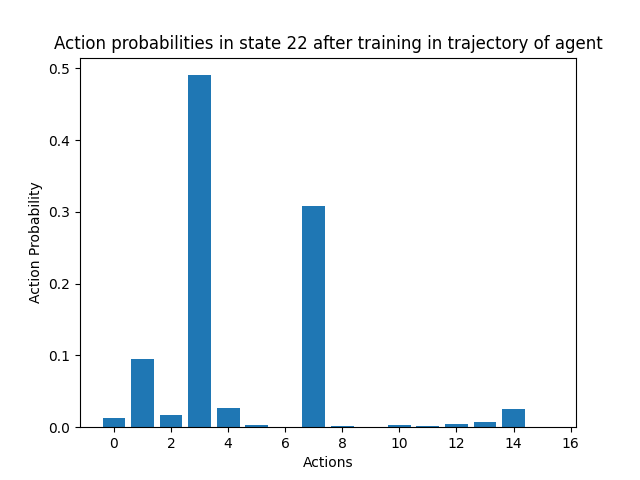 Action probabilities in state 22 after training in trajectory of agent
0.5
0.4
0.3
0.2
0.1
0.0
Action Probability
0 2 4 6 8 10 12 14 16
Actions